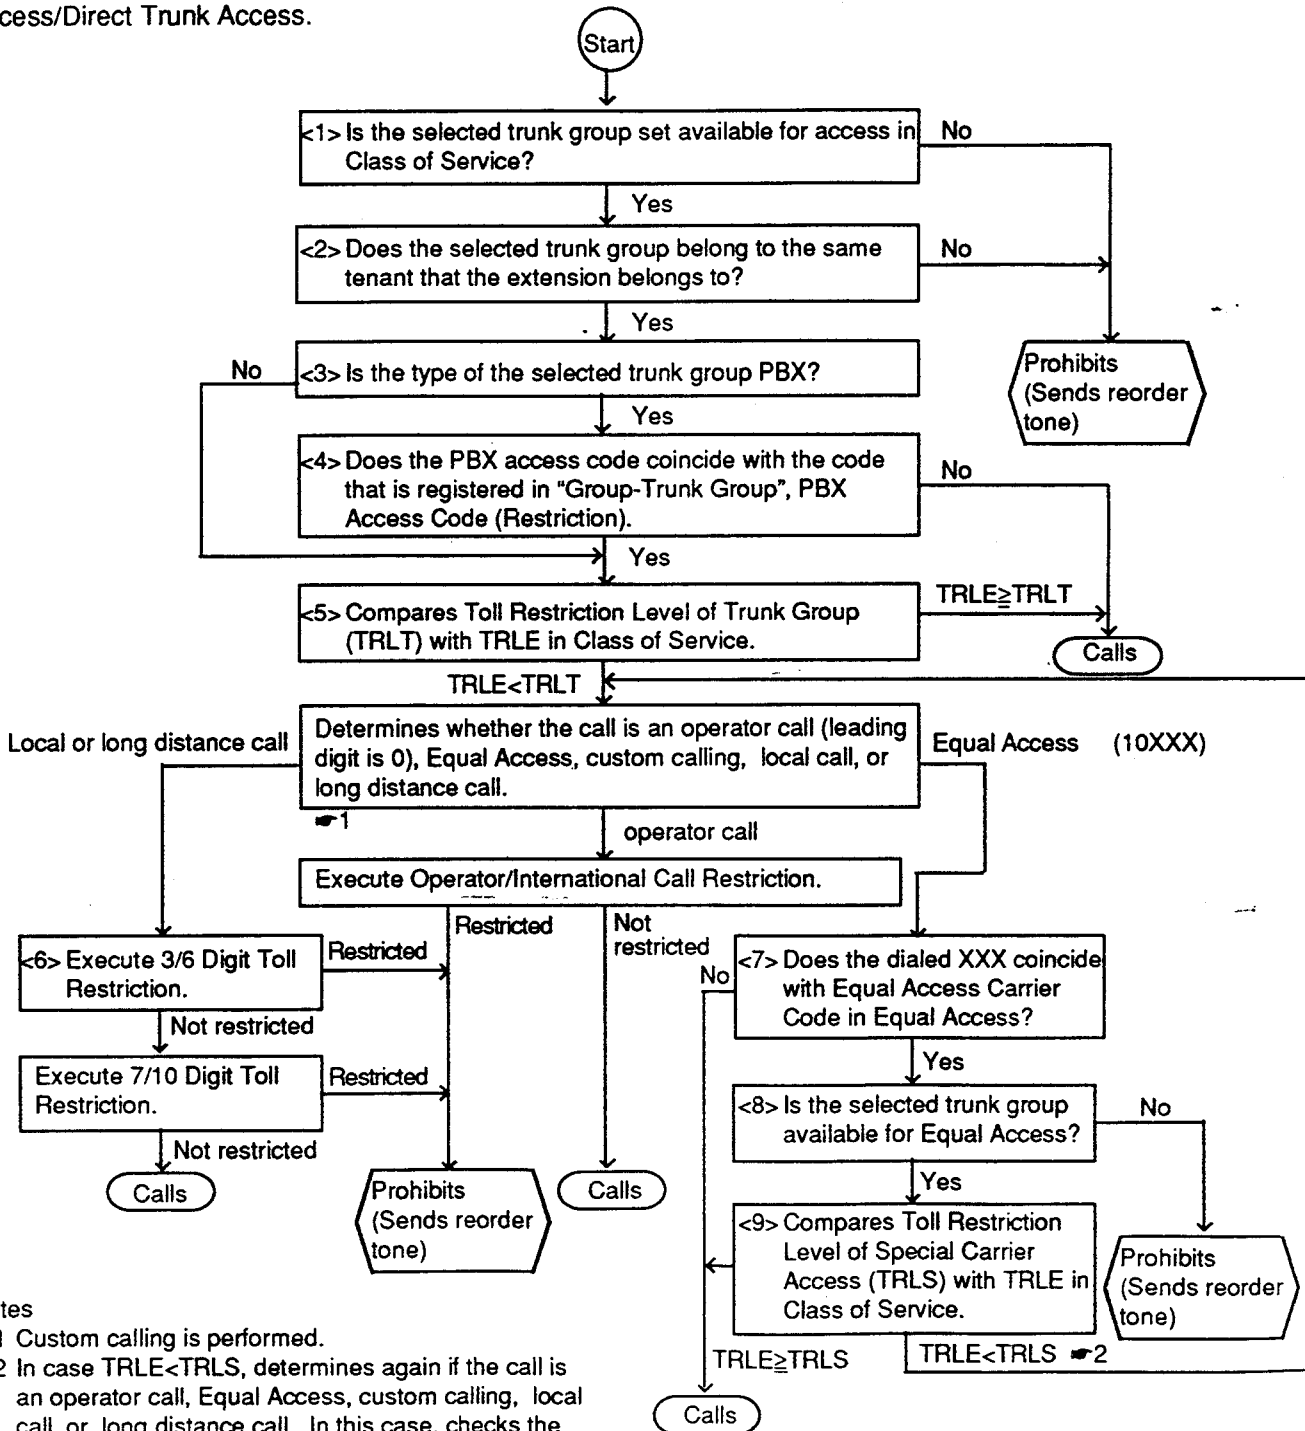 cess/Direct Trunk Access.
Start
<1> Is the selected trunk group set available for access in
Class of Service?
No
Yes
<2> Does the selected trunk group belong to the same
tenant that the extension belongs to?
No
Yes
Prohibits
(Sends reorder
tone)
No
<3> Is the type of the selected trunk group PBX?
Yes
<4> Does the PBX access code coincide with the code
that is registered in "Group-Trunk Group", PBX
Access Code (Restriction).
No
Yes
<5> Compares Toll Restriction Level of Trunk Group
(TRLT) with TRLE in Class of Service.
TRLE≧TRLT
Calls
TRLE<TRLT
Local or long distance call
Determines whether the call is an operator call (leading
digit is 0), Equal Access, custom calling, local call, or
long distance call.
☛1
Equal Access (10XXX)
operator call
Execute Operator/International Call Restriction.
Restricted
Not
restricted
<6> Execute 3/6 Digit Toll
Restriction.
Restricted
Not restricted
Execute 7/10 Digit Toll
Restriction.
Restricted
Not restricted
Calls
Prohibits
(Sends reorder
tone)
Calls
No
<7> Does the dialed XXX coincide
with Equal Access Carrier
Code in Equal Access?
Yes
<8> Is the selected trunk group
available for Equal Access?
No
Yes
<9> Compares Toll Restriction
Level of Special Carrier
Access (TRLS) with TRLE in
Class of Service.
Prohibits
(Sends reorder
tone)
TRLE≧TRLS
TRLE<TRLS ☛2
Calls
tes
1 Custom calling is performed.
2 In case TRLE<TRLS, determines again if the call is
an operator call, Equal Access, custom calling, local
call, or long distance call. In this case, checks the